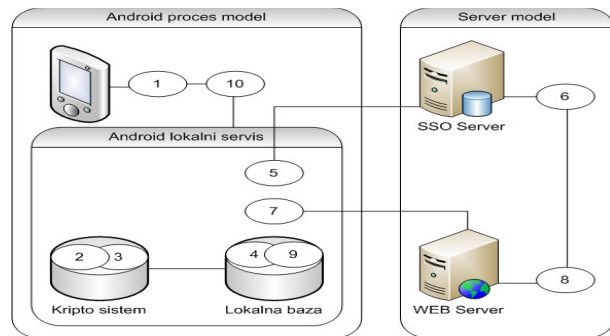 Android proces model
Server model
1
10
6
SSO Server
Android lokalni servis
5
7
2
3
4
9
8
Kripto sistem
Lokalna baza
WEB Server